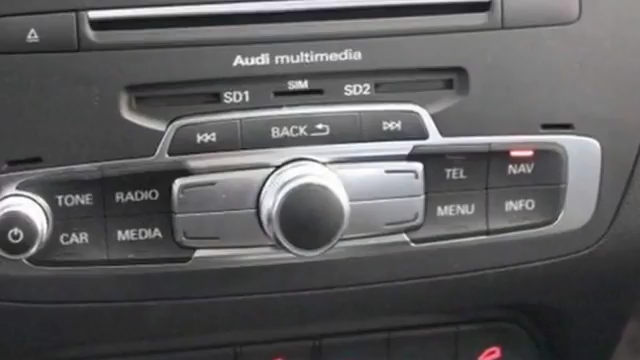 Audi multimedia
SD1 SIM SD2
BACK
TONE RADIO TEL NAV
CAR MEDIA MENU INFO